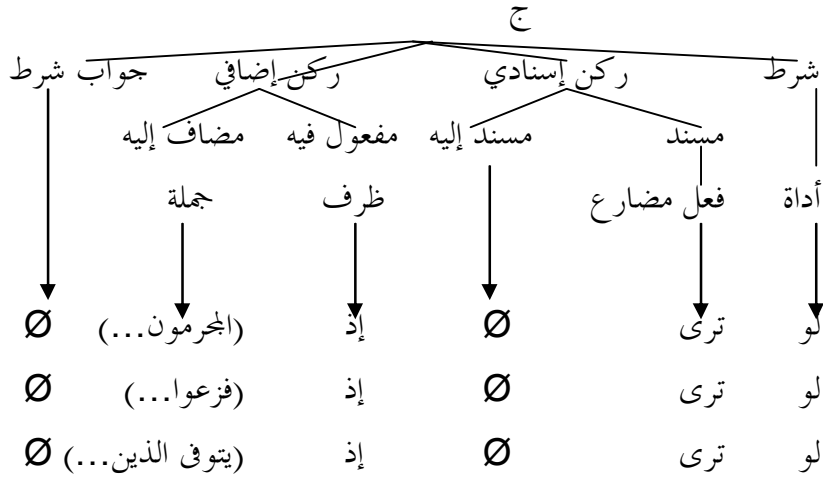 ج
شرط ركن إسنادي ركن إضافي جواب شرط
مسند مسند إليه مفعول فيه مضاف إليه
أداة فعل مضارع ظرف جملة
لو ترى Ø إذ (المجرمون...) Ø
لو ترى Ø إذ (فزعوا...) Ø
لو ترى Ø إذ (يتوفى الذين...) Ø